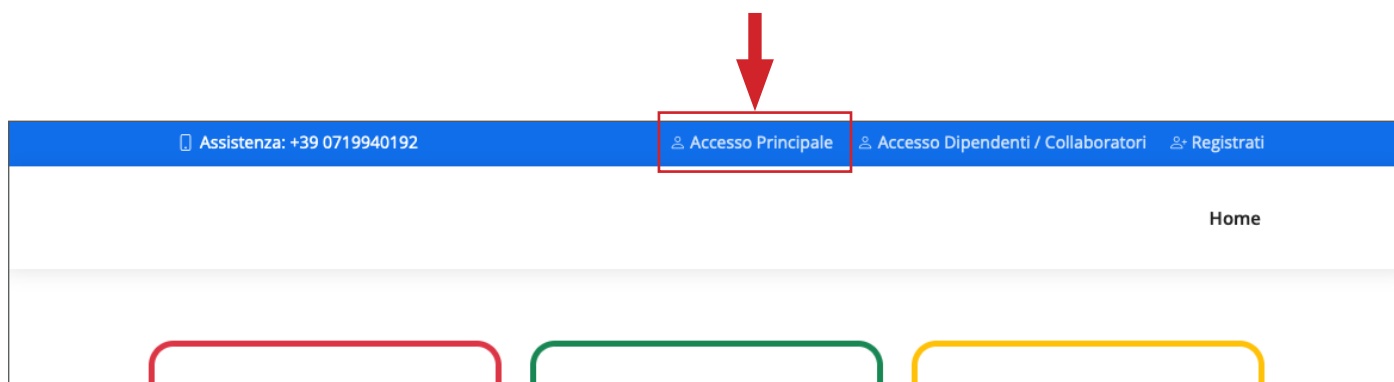 Assistenza: +39 0719940192 Accesso Principale Accesso Dipendenti / Collaboratori Registrati
Home